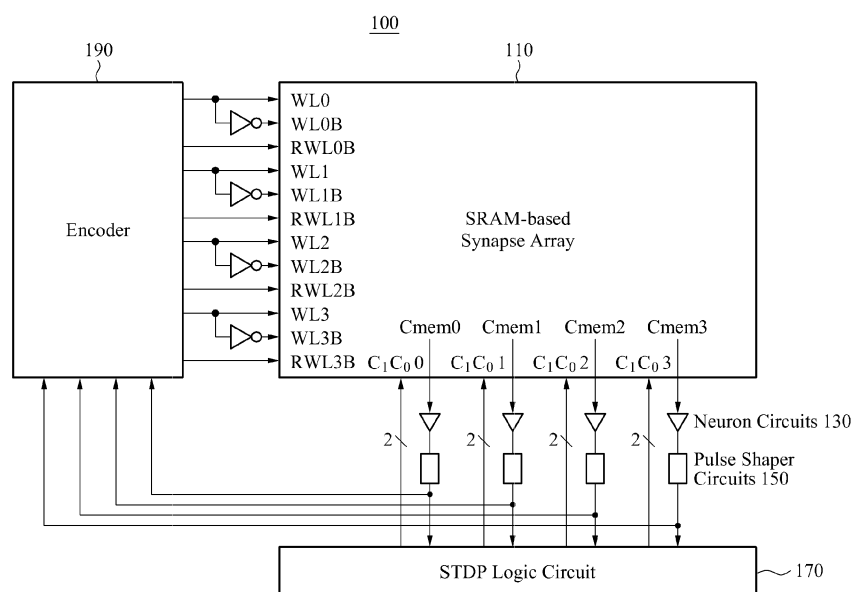 100
190
110
WL0
WL0B
RWL0B
WL1
WL1B
RWL1B
WL2
WL2B
RWL2B
WL3
WL3B
RWL3B
Encoder
SRAM-based
Synapse Array
Cmem0 Cmem1 Cmem2 Cmem3
C₁C₀ 0 C₁C₀ 1 C₁C₀ 2 C₁C₀ 3
Neuron Circuits 130
2 2 2 2
Pulse Shaper
Circuits 150
STDP Logic Circuit
170